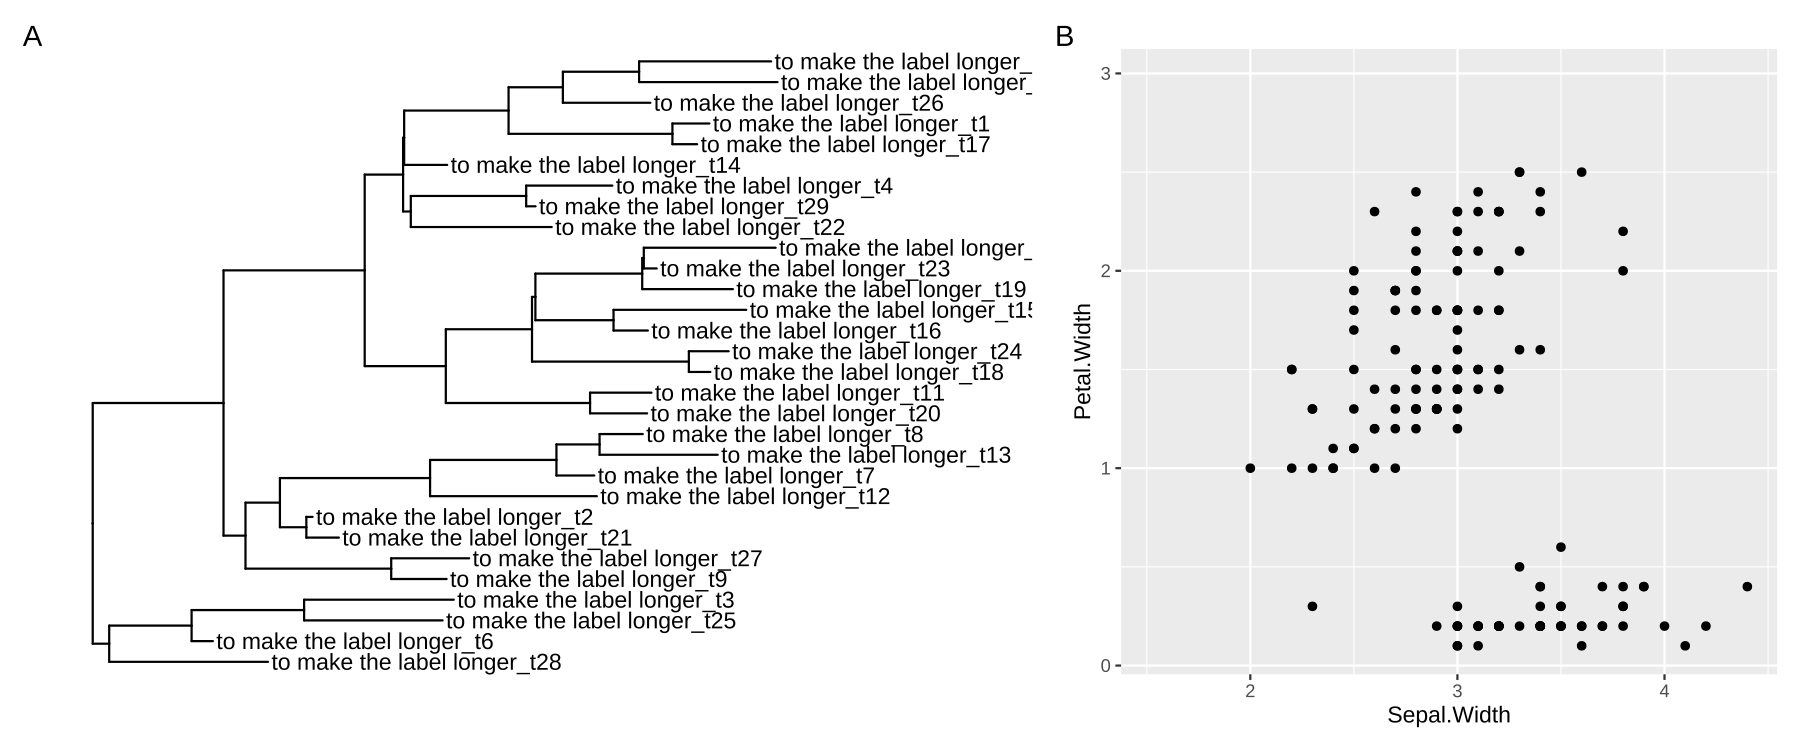 A
to make the label longer_
to make the label longer_
to make the label longer_t26
to make the label longer_t1
to make the label longer_t17
to make the label longer_t14
to make the label longer_t4
to make the label longer_t29
to make the label longer_t22
to make the label longer_
to make the label longer_t23
to make the label longer_t19
to make the label longer_t15
to make the label longer_t16
to make the label longer_t24
to make the label longer_t18
to make the label longer_t11
to make the label longer_t20
to make the label longer_t8
to make the label longer_t13
to make the label longer_t7
to make the label longer_t12
to make the label longer_t2
to make the label longer_t21
to make the label longer_t27
to make the label longer_t9
to make the label longer_t3
to make the label longer_t25
to make the label longer_t6
to make the label longer_t28
B
Petal.Width
3
2
1
0
2 3 4
Sepal.Width